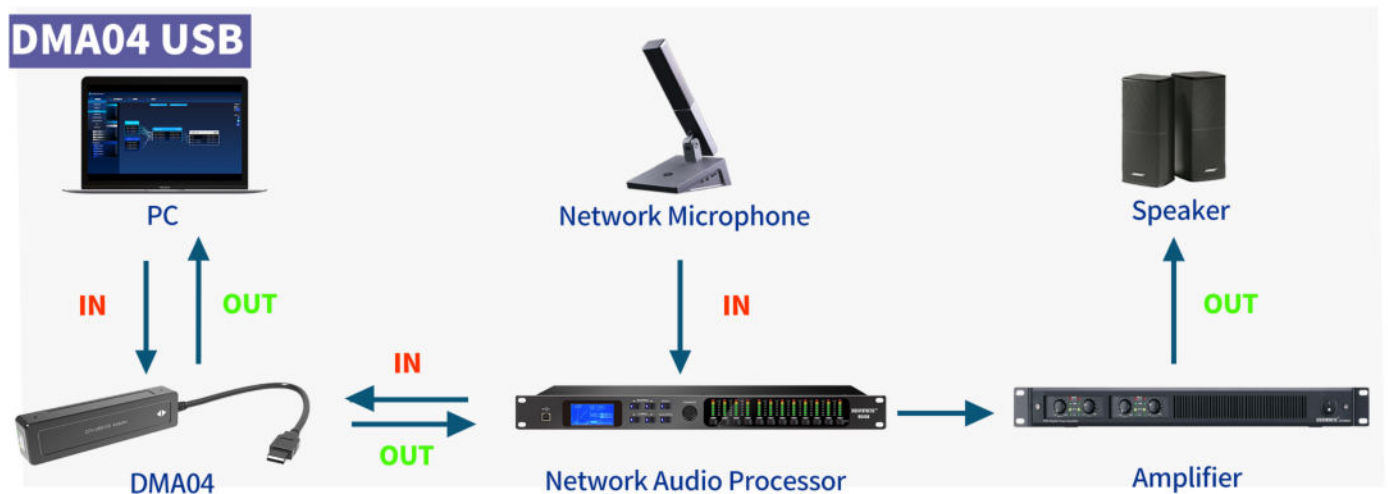 DMA04 USB
PC
Network Microphone
Speaker
IN
OUT
IN
OUT
IN
OUT
DMA04
Network Audio Processor
Amplifier